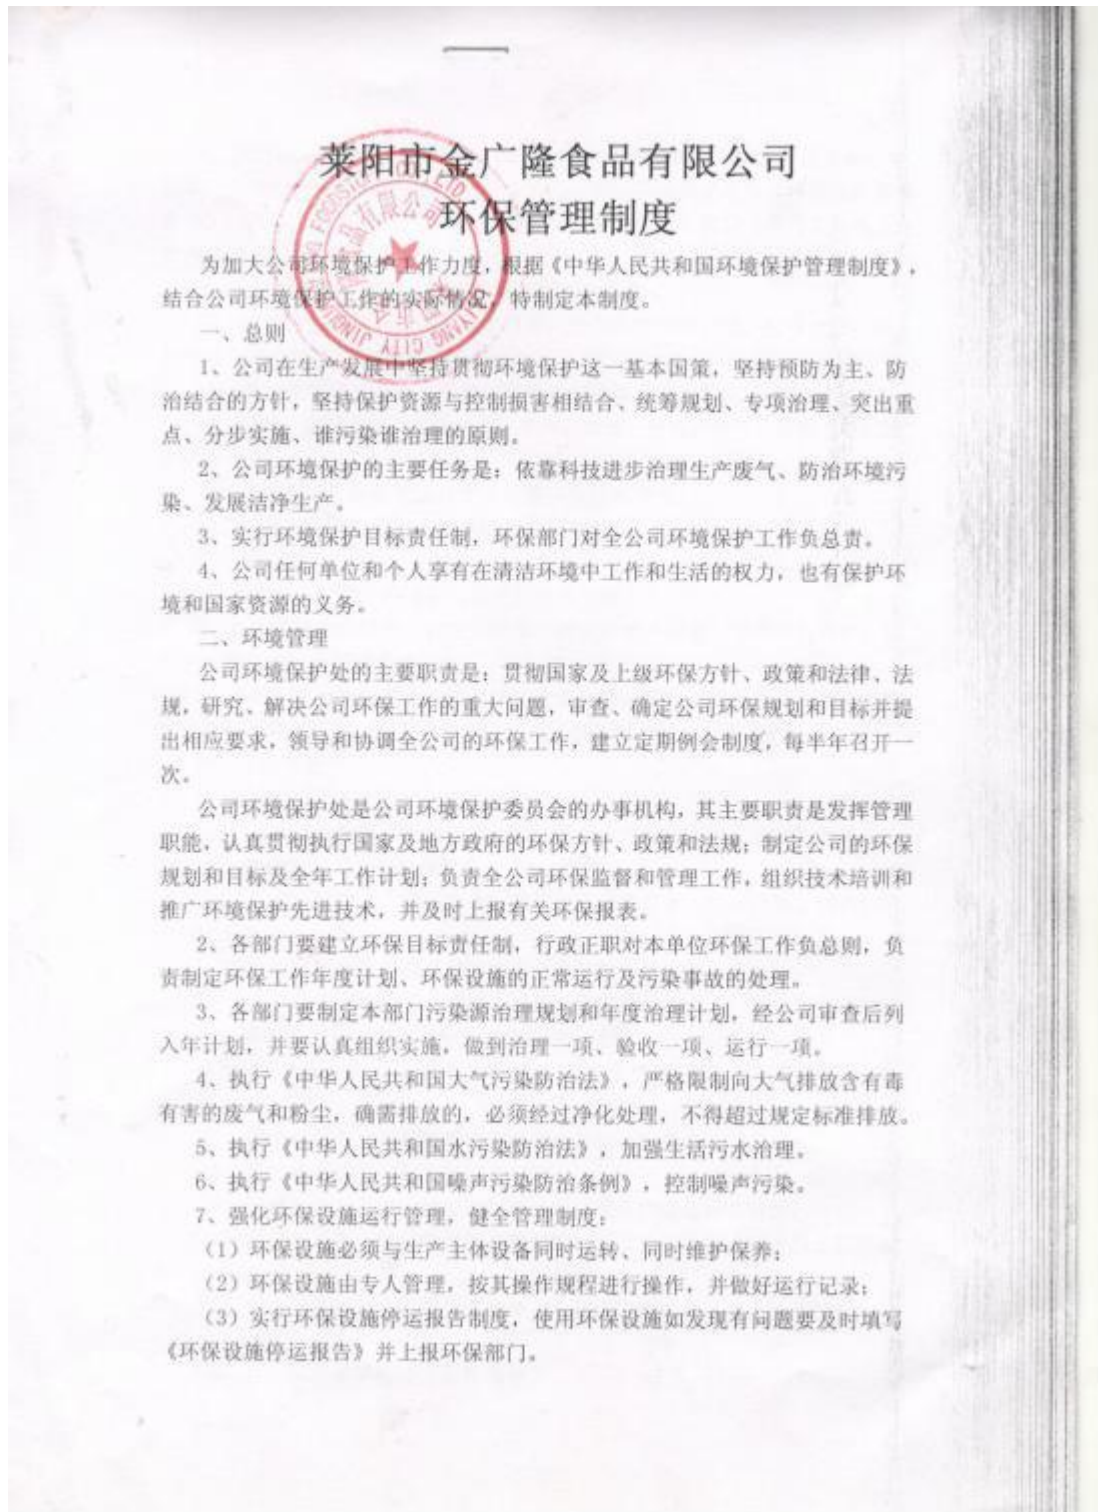 莱阳市金广隆食品有限公司
环保管理制度
为加大公司环境保护工作力度，根据《中华人民共和国环境保护管理制度》，
结合公司环境保护工作的实际情况，特制定本制度。
一、总则
1、公司在生产发展中坚持贯彻环境保护这一基本国策，坚持预防为主、防
治结合的方针，坚持保护资源与控制损害相结合、统筹规划、专项治理、突出重
点、分步实施、谁污染谁治理的原则。
2、公司环境保护的主要任务是：依靠科技进步治理生产废气、防治环境污
染、发展洁净生产。
3、实行环境保护目标责任制，环保部门对全公司环境保护工作负总责。
4、公司任何单位和个人享有在清洁环境中工作和生活的权力，也有保护环
境和国家资源的义务。
二、环境管理
公司环境保护处的主要职责是：贯彻国家及上级环保方针、政策和法律、法
规，研究、解决公司环保工作的重大问题，审查、确定公司环保规划和目标并提
出相应要求，领导和协调全公司的环保工作，建立定期例会制度，每半年召开一
次。
公司环境保护处是公司环境保护委员会的办事机构，其主要职责是发挥管理
职能，认真贯彻执行国家及地方政府的环保方针、政策和法规；制定公司的环保
规划和目标及全年工作计划；负责全公司环保监督和管理工作，组织技术培训和
推广环境保护先进技术，并及时上报有关环保报表。
2、各部门要建立环保目标责任制，行政正职对本单位环保工作负总则，负
责制定环保工作年度计划、环保设施的正常运行及污染事故的处理。
3、各部门要制定本部门污染源治理规划和年度治理计划，经公司审查后列
入年计划，并要认真组织实施，做到治理一项、验收一项、运行一项。
4、执行《中华人民共和国大气污染防治法》，严格限制向大气排放含有毒
有害的废气和粉尘，确需排放的，必须经过净化处理，不得超过规定标准排放。
5、执行《中华人民共和国水污染防治法》，加强生活污水治理。
6、执行《中华人民共和国噪声污染防治条例》，控制噪声污染。
7、强化环保设施运行管理，健全管理制度：
（1）环保设施必须与生产主体设备同时运转、同时维护保养；
（2）环保设施由专人管理，按其操作规程进行操作，并做好运行记录；
（3）实行环保设施停运报告制度，使用环保设施如发现有问题要及时填写
《环保设施停运报告》并上报环保部门。